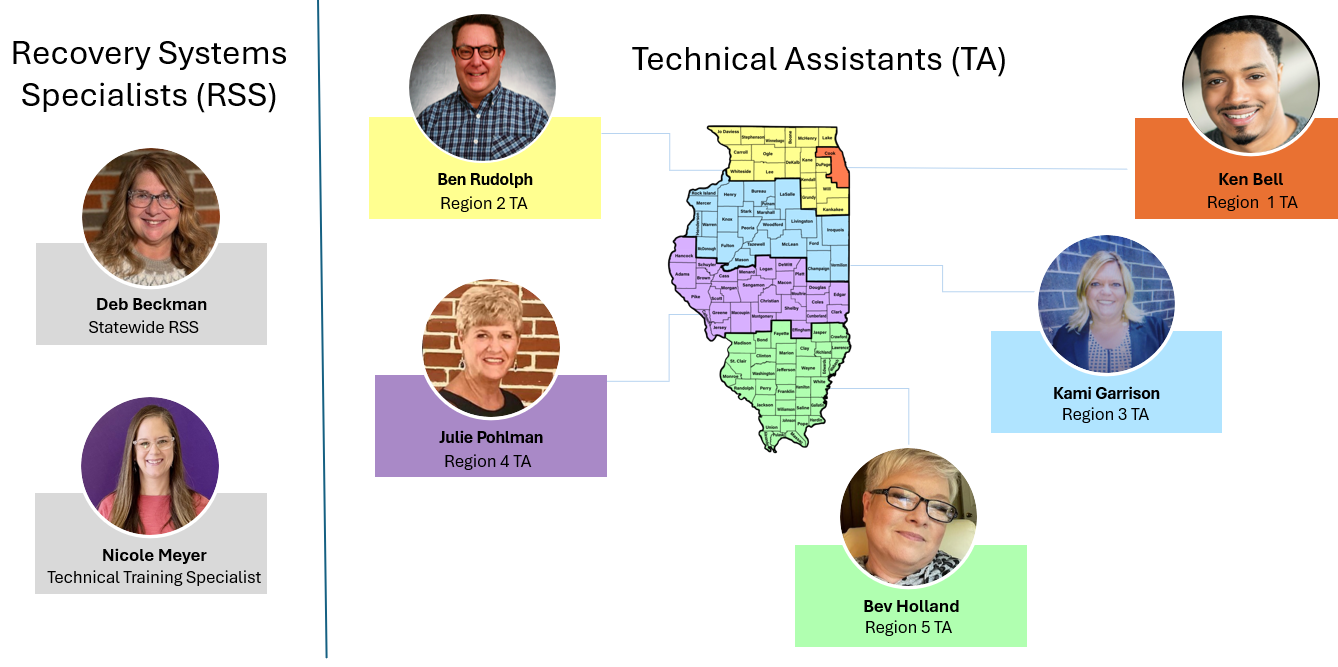 Recovery Systems
Specialists (RSS)
Deb Beckman
Statewide RSS
Nicole Meyer
Technical Training Specialist
Technical Assistants (TA)
Ben Rudolph
Region 2 TA
Ken Bell
Region 1 TA
Julie Pohlman
Region 4 TA
Kami Garrison
Region 3 TA
Bev Holland
Region 5 TA
Jo Daviess
Stephenson
Winnebago
Boone
McHenry
Lake
Carroll
Ogle
DeKalb
Kane
Cook
DuPage
Whiteside
Lee
Kendall
Will
Grundy
Kankakee
Rock Island
Henry
Bureau
LaSalle
Mercer
Putnam
Stark
Marshall
Knox
Warren
Henderson
Peoria
Woodford
Livingston
Iroquois
McDonough
Fulton
Tazewell
McLean
Ford
Mason
Champaign
Vermilion
Hancock
Schuyler
Adams
Brown
Cass
Menard
Logan
DeWitt
Piatt
Macon
Morgan
Sangamon
Moultrie
Douglas
Edgar
Pike
Scott
Christian
Coles
Greene
Macoupin
Montgomery
Shelby
Cumberland
Clark
Jersey
Effingham
Fayette
Jasper
Crawford
Madison
Bond
Clay
Richland
Lawrence
Clinton
Marion
St. Clair
Wayne
Monroe
Washington
Jefferson
Randolph
Perry
Franklin
Hamilton
White
Jackson
Williamson
Saline
Gallatin
Union
Johnson
Pope
Hardin